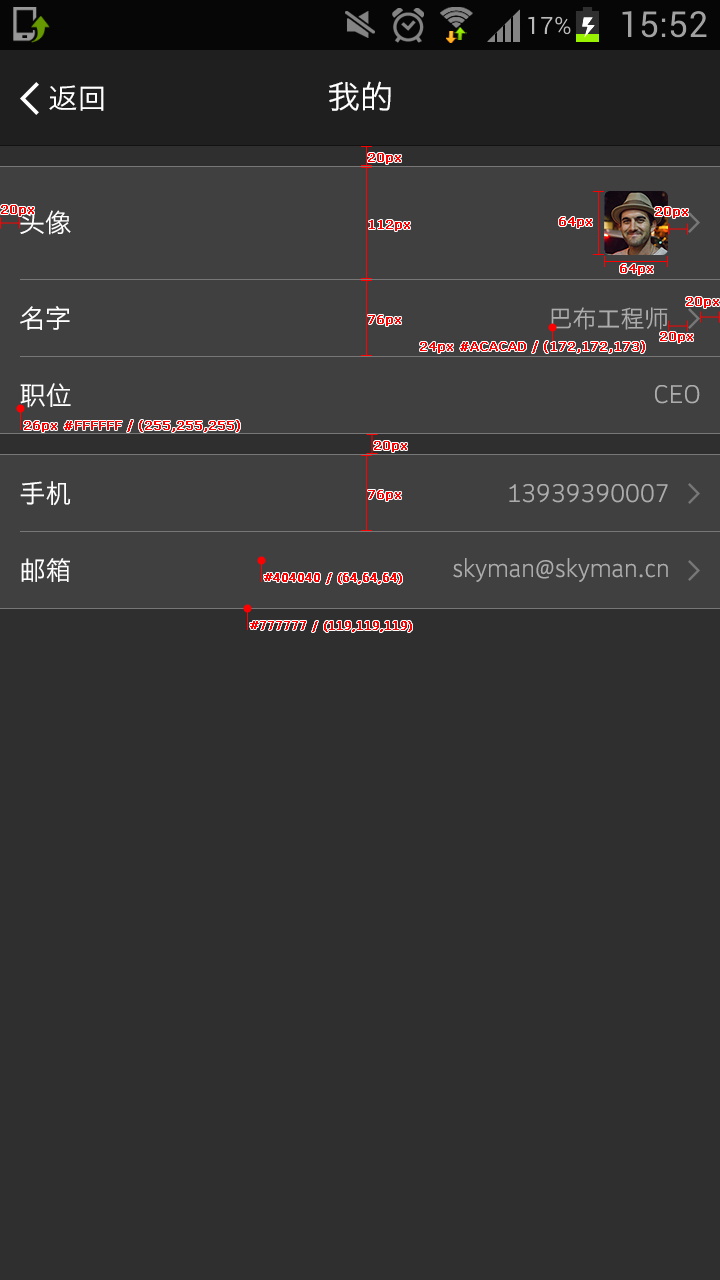 17% 15:52
返回 我的
20px
20px 头像 112px 64px 20px
64px
名字 76px 巴布工程师 20px
20px
24px #ACACAD / (172,172,173)
职位 CEO
26px #FFFFFF / (255,255,255)
20px
手机 76px 13939390007
邮箱 skyman@skyman.cn
#404040 / (64,64,64)
#777777 / (119,119,119)